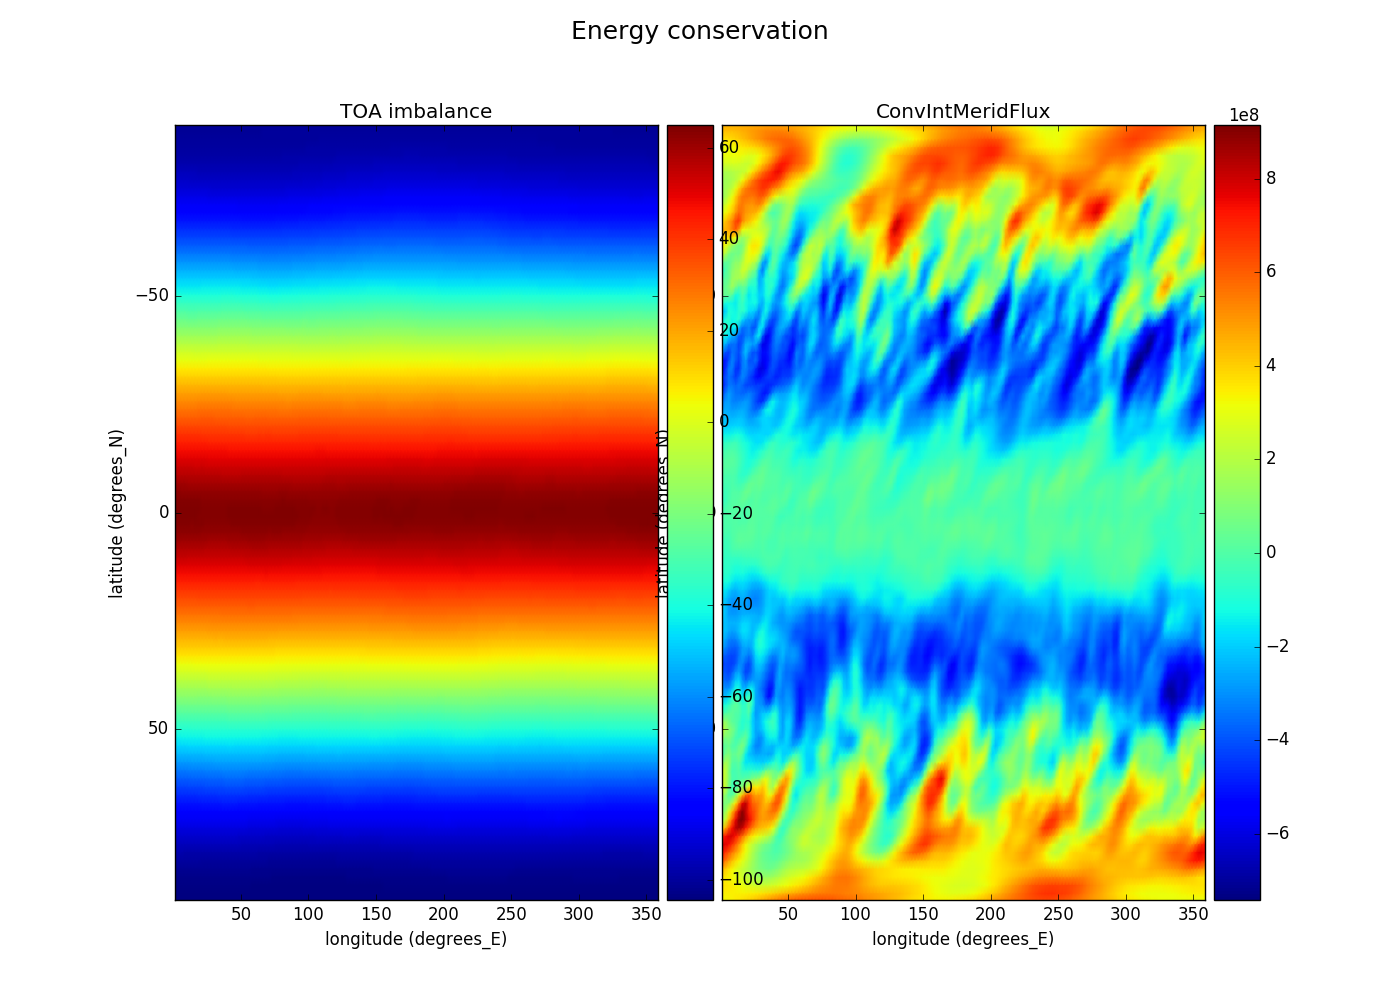 Energy conservation
TOA imbalance
ConvIntMeridFlux
1e8
−50
0
50
latitude (degrees_N)
50 100 150 200 250 300 350
longitude (degrees_E)
60
40
20
0
−20
−40
−60
−80
−100
latitude (degrees_N)
50 100 150 200 250 300 350
longitude (degrees_E)
8
6
4
2
0
−2
−4
−6